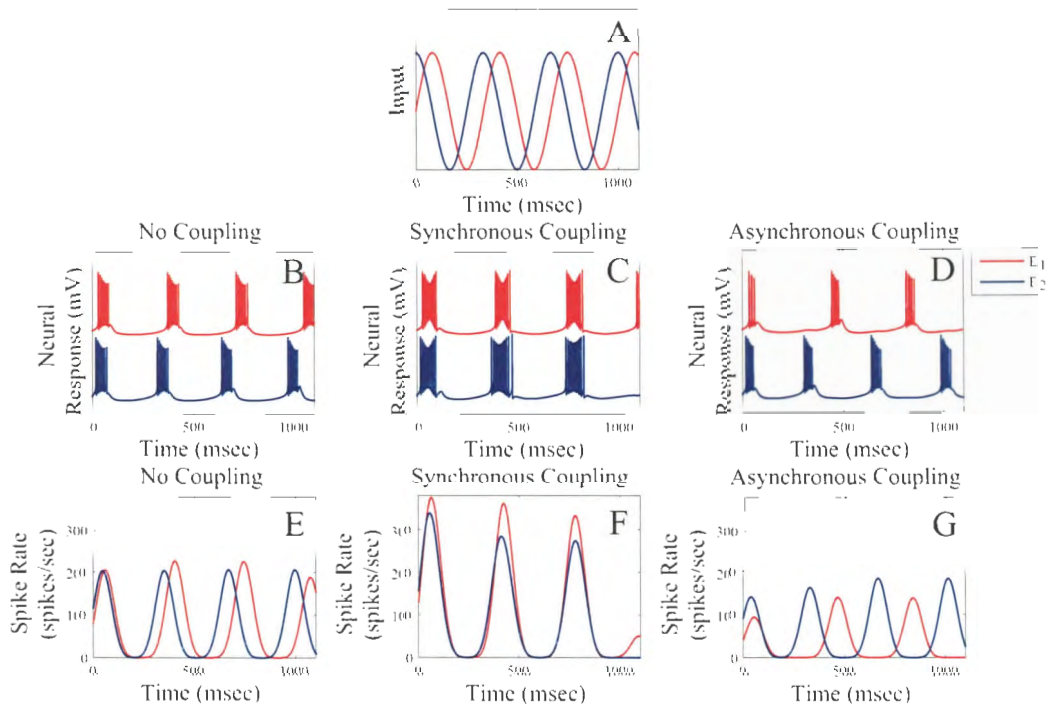 A
Input
0 500 1000
Time (msec)
No Coupling
Synchronous Coupling
Asynchronous Coupling
B
C
D
E1
E2
Neural
Response (mV)
Neural
Response (mV)
Neural
Response (mV)
0 500 1000
0 500 1000
0 500 1000
Time (msec)
Time (msec)
Time (msec)
No Coupling
Synchronous Coupling
Asynchronous Coupling
E
F
G
Spike Rate
(spikes/sec)
Spike Rate
(spikes/sec)
Spike Rate
(spikes/sec)
300
200
100
0
300
200
100
0
300
200
100
0
0 500 1000
0 500 1000
0 500 1000
Time (msec)
Time (msec)
Time (msec)